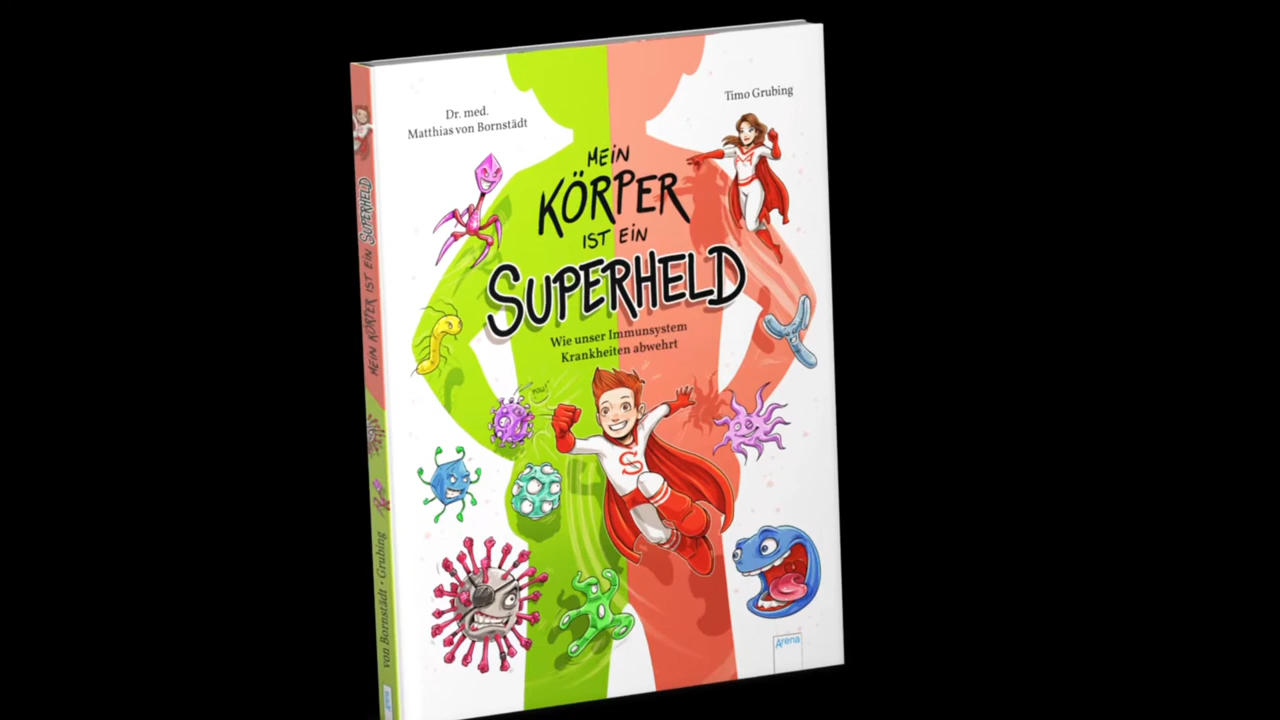 Dr. med.
Matthias von Bornstädt
Timo Grubing
MEIN
KÖRPER
IST EIN
SUPERHELD
Wie unser Immunsystem
Krankheiten abwehrt
POW!
S
Arena
MEIN KÖRPER IST EIN SUPERHELD
von Bornstädt · Grubing